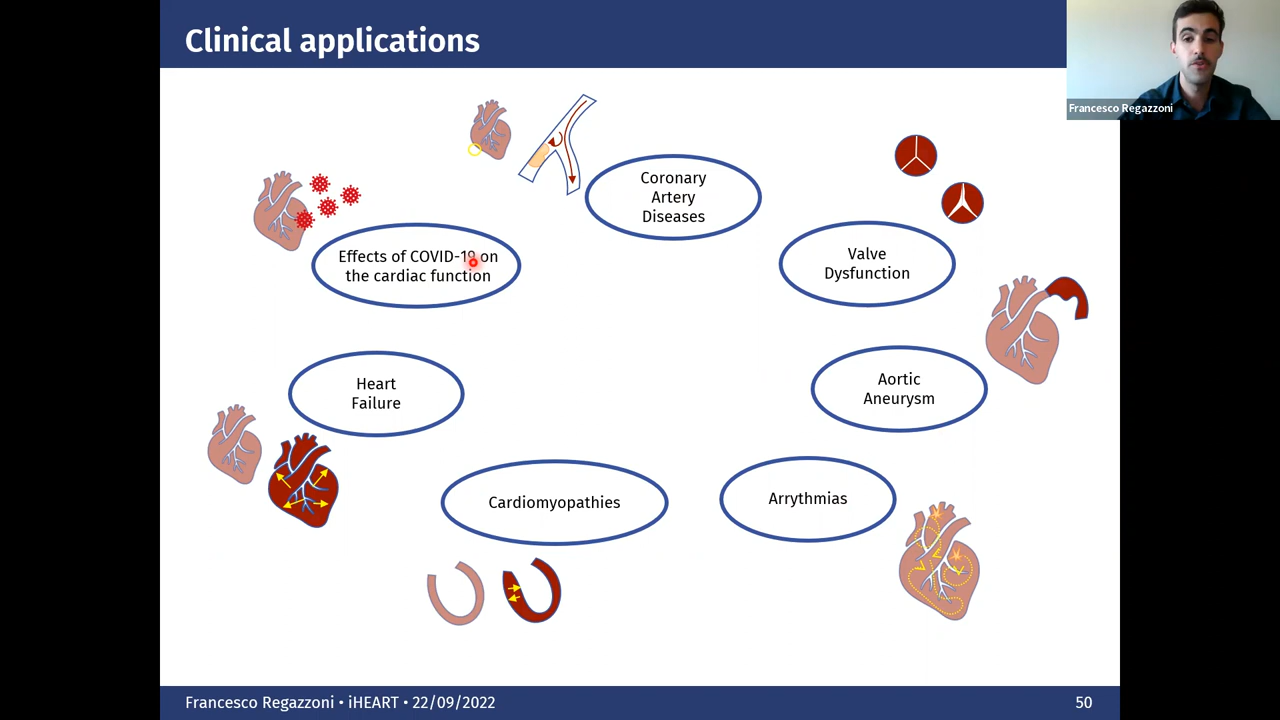 Clinical applications
Francesco Regazzoni
Coronary
Artery
Diseases
Effects of COVID-19 on
the cardiac function
Valve
Dysfunction
Heart
Failure
Aortic
Aneurysm
Cardiomyopathies
Arrythmias
Francesco Regazzoni • iHEART • 22/09/2022
50